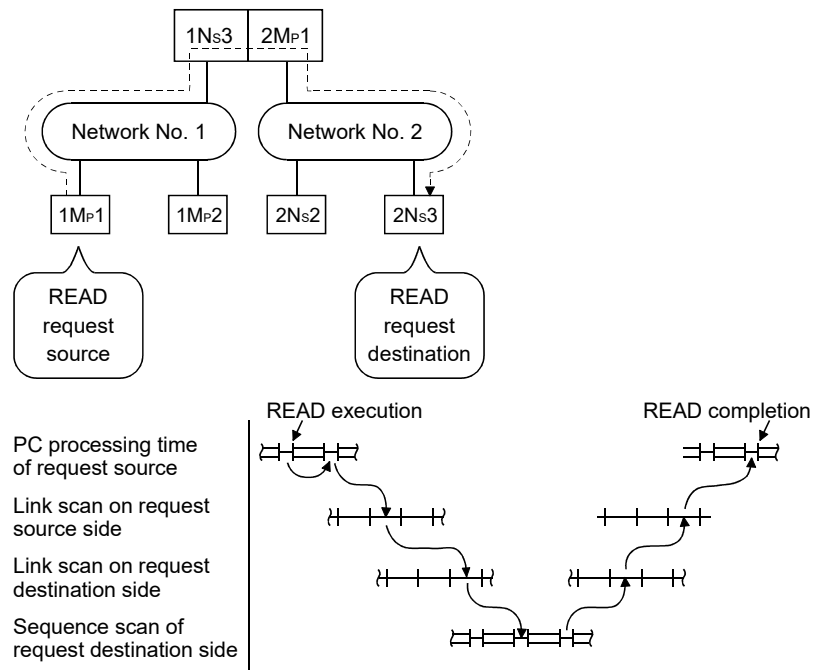 1Ns3 2MP1
Network No. 1 Network No. 2
1MP1 1MP2 2Ns2 2Ns3
READ
request
source
READ
request
destination
READ execution READ completion
PC processing time
of request source
Link scan on request
source side
Link scan on request
destination side
Sequence scan of
request destination side